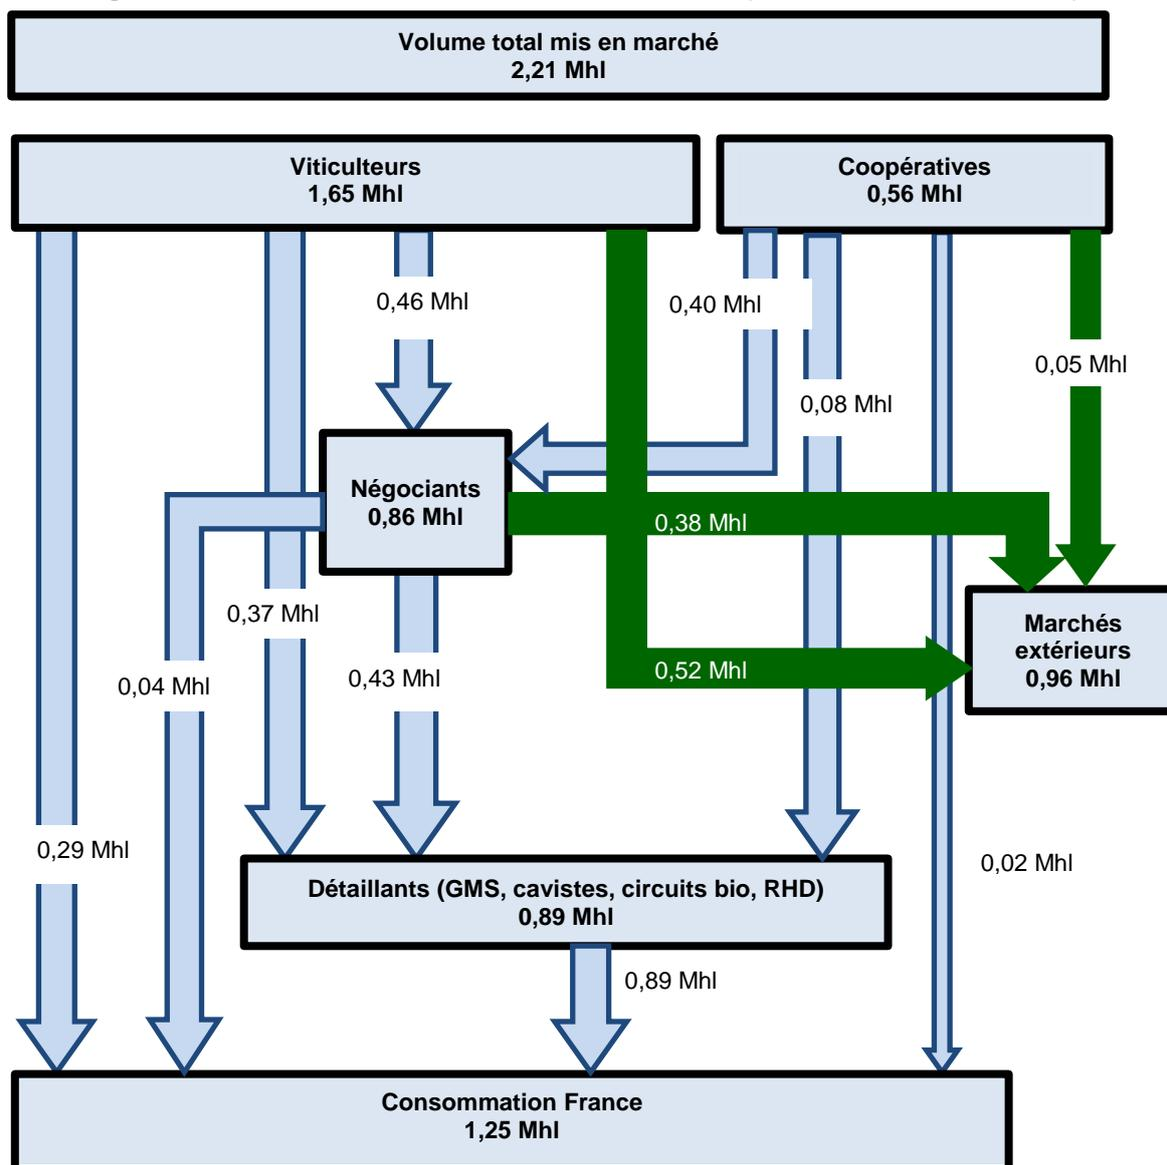 Volume total mis en marché
2,21 Mhl
Viticulteurs
1,65 Mhl
Coopératives
0,56 Mhl
0,46 Mhl
0,40 Mhl
0,05 Mhl
0,08 Mhl
Négociants
0,86 Mhl
0,38 Mhl
0,37 Mhl
Marchés
extérieurs
0,96 Mhl
0,04 Mhl
0,43 Mhl
0,52 Mhl
0,29 Mhl
0,02 Mhl
Détaillants (GMS, cavistes, circuits bio, RHD)
0,89 Mhl
0,89 Mhl
Consommation France
1,25 Mhl